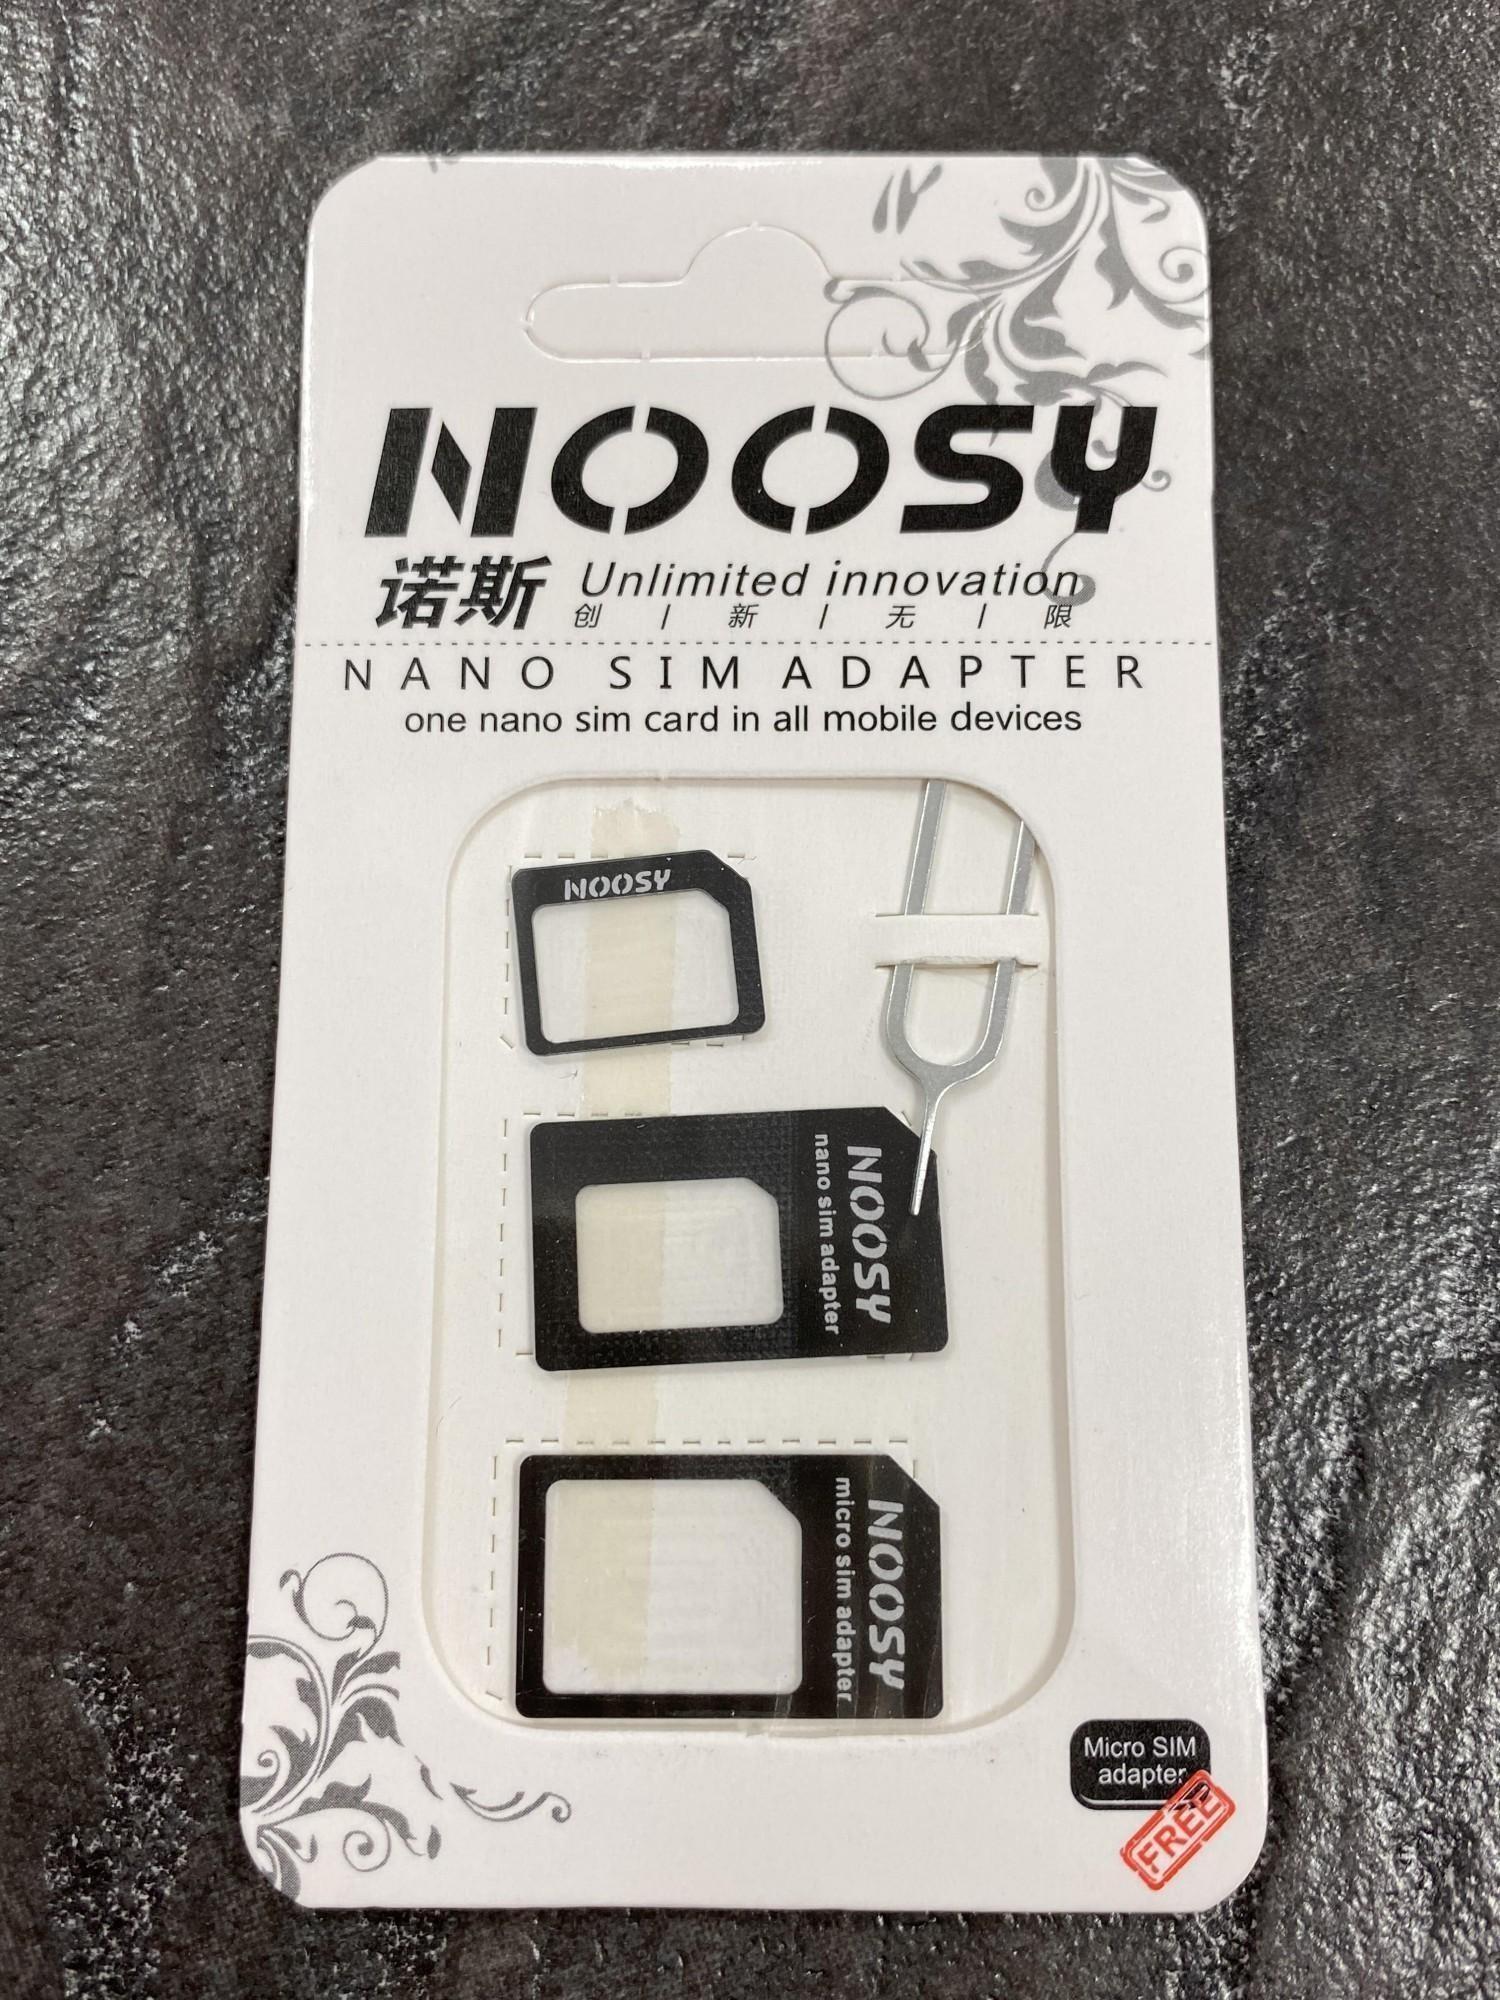 NOOSY
诺斯 Unlimited innovation
创 | 新 | 无 | 限
NANO SIM ADAPTER
one nano sim card in all mobile devices
NOOSY
NOOSY
nano sim adapter
NOOSY
micro sim adapter
Micro SIM
adapter
FREE